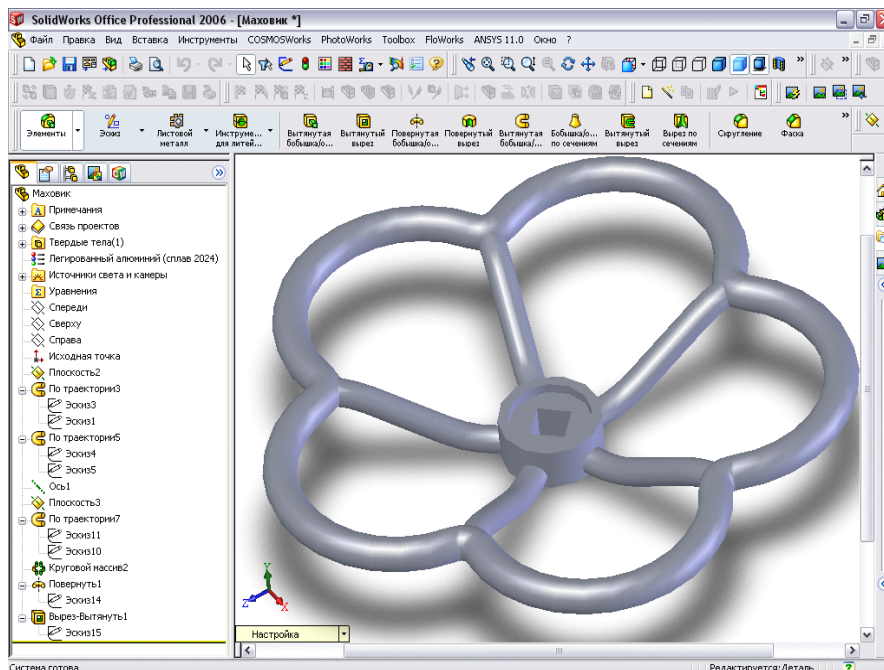 SolidWorks Office Professional 2006 - [Маховик *]
Файл Правка Вид Вставка Инструменты COSMOSWorks PhotoWorks Toolbox FloWorks ANSYS 11.0 Окно ?
Элементы
Эскиз
Листовой металл
Инструме... для литей...
Вытянутая бобышка/о...
Вытянутый вырез
Повернутая бобышка/о...
Повернутый вырез
Вытянутая бобышка/...
Бобышка/о... по сечениям
Вытянутый вырез
Вырез по сечениям
Скругление
Фаска
Маховик
Примечания
Связь проектов
Твердые тела(1)
Легированный алюминий (сплав 2024)
Источники света и камеры
Уравнения
Спереди
Сверху
Справа
Исходная точка
Плоскость2
По траектории3
Эскиз3
Эскиз1
По траектории5
Эскиз4
Эскиз5
Ось1
Плоскость3
По траектории7
Эскиз11
Эскиз10
Круговой массив2
Повернуть1
Эскиз14
Вырез-Вытянуть1
Эскиз15
Y
Z
X
Настройка
Система готова
Редактируется:Деталь
?